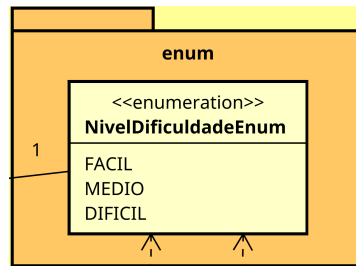 enum
<<enumeration>>
NivelDificuldadeEnum
1
FACIL
MEDIO
DIFICIL